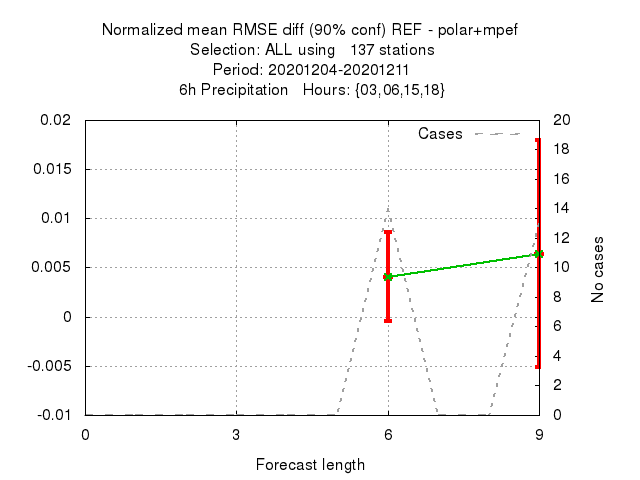 Normalized mean RMSE diff (90% conf) REF - polar+mpef
Selection: ALL using   137 stations
Period: 20201204-20201211
6h Precipitation   Hours: {03,06,15,18}
Cases
0.02
0.015
0.01
0.005
0
-0.005
-0.01
20
18
16
14
12
10
8
6
4
2
0
No cases
0 3 6 9
Forecast length